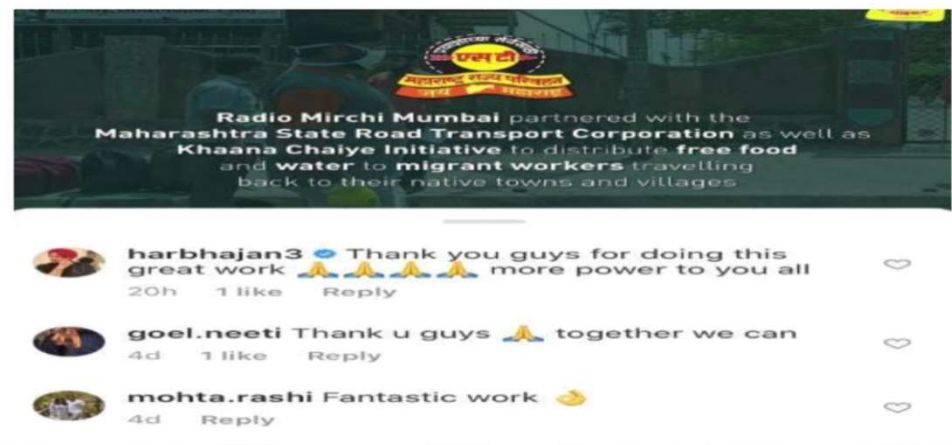 एस टी
महाराष्ट्र राज्य परिवहन
जय महाराष्ट्र
Radio Mirchi Mumbai partnered with the
Maharashtra State Road Transport Corporation as well as
Khaana Chaiye Initiative to distribute free food
and water to migrant workers travelling
back to their native towns and villages
harbhajan3 Thank you guys for doing this
great work 🙏🙏🙏🙏 more power to you all
20h 1 like Reply
goel.neeti Thank u guys 🙏 together we can
4d 1 like Reply
mohta.rashi Fantastic work 👌
4d Reply